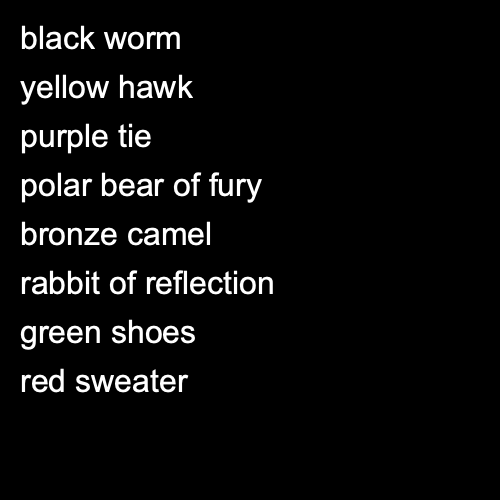 black worm
yellow hawk
purple tie
polar bear of fury
bronze camel
rabbit of reflection
green shoes
red sweater